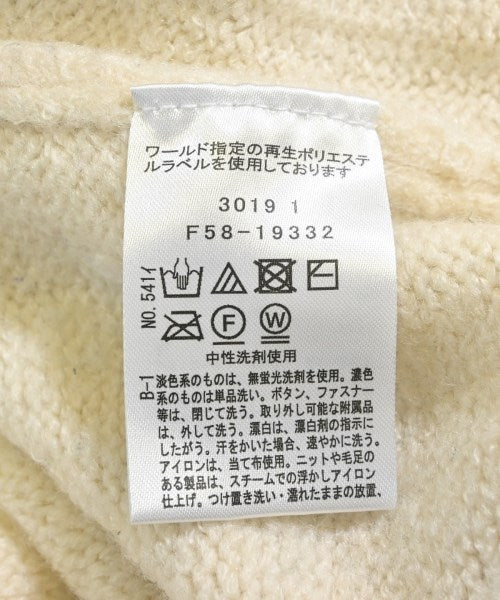 ワールド指定の再生ポリエステ
ルラベルを使用しております
3019 1
F58-19332
NO.541イ
F
W
中性洗剤使用
B-1
淡色系のものは、無蛍光洗剤を使用。濃色
系のものは単品洗い。ボタン、ファスナー
等は、閉じて洗う。取り外し可能な附属品
は、外して洗う。漂白は、漂白剤の指示に
したがう。汗をかいた場合、速やかに洗う。
アイロンは、当て布使用。ニットや毛足の
ある製品は、スチームでの浮かしアイロン
仕上げ。つけ置き洗い・濡れたままの放置、